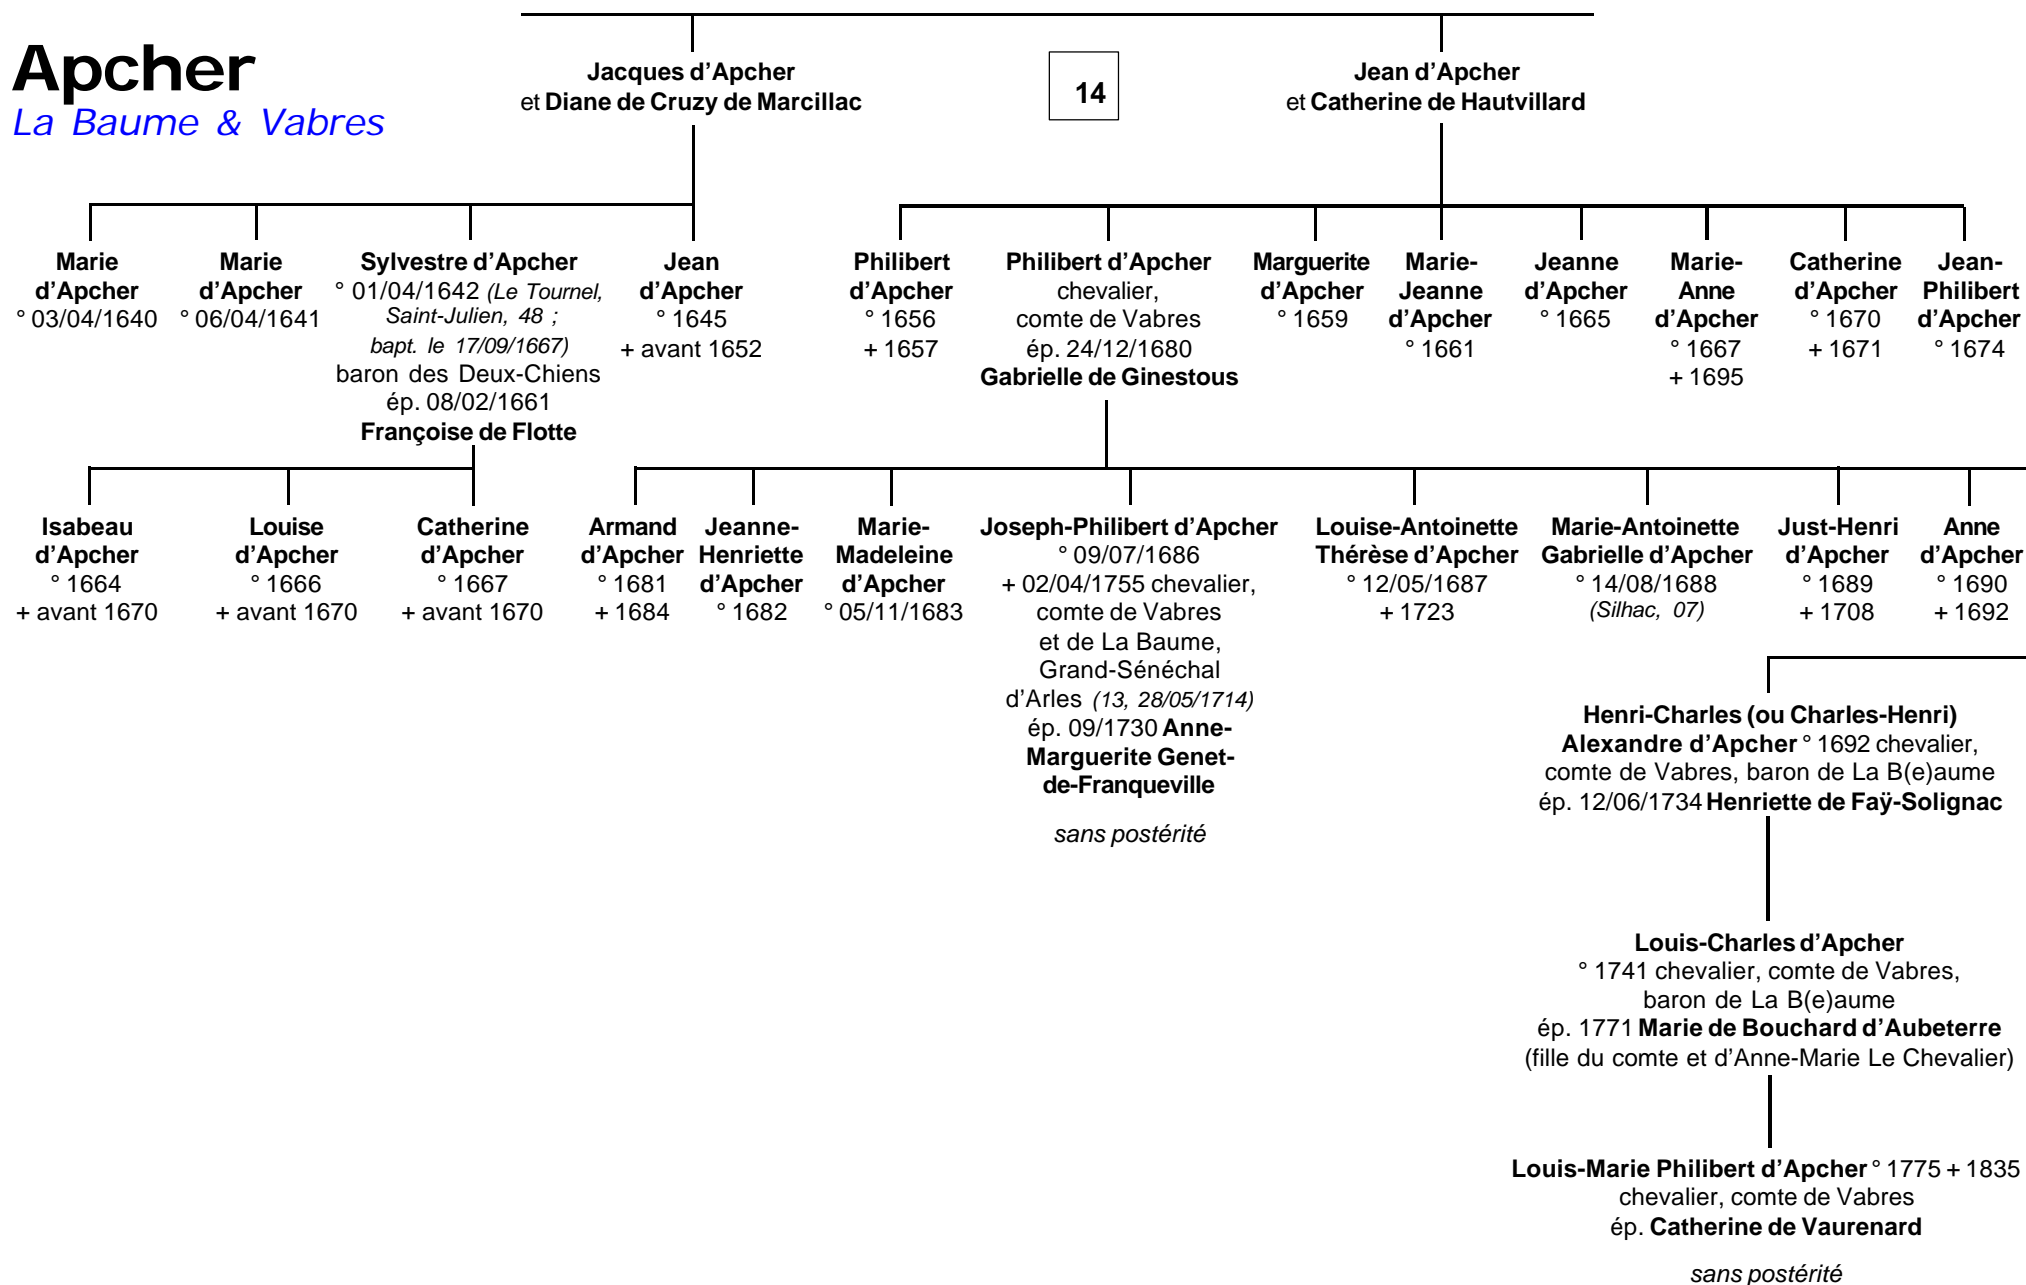 Apcher
La Baume & Vabres
Jacques d’Apcher
et Diane de Cruzy de Marcillac
14
Jean d’Apcher
et Catherine de Hautvillard
Marie
d’Apcher
° 03/04/1640
Marie
d’Apcher
° 06/04/1641
Sylvestre d’Apcher
° 01/04/1642 (Le Tournel,
Saint-Julien, 48 ;
bapt. le 17/09/1667)
baron des Deux-Chiens
ép. 08/02/1661
Françoise de Flotte
Jean
d’Apcher
° 1645
+ avant 1652
Philibert
d’Apcher
° 1656
+ 1657
Philibert d’Apcher
chevalier,
comte de Vabres
ép. 24/12/1680
Gabrielle de Ginestous
Marguerite
d’Apcher
° 1659
Marie-
Jeanne
d’Apcher
° 1661
Jeanne
d’Apcher
° 1665
Marie-
Anne
d’Apcher
° 1667
+ 1695
Catherine
d’Apcher
° 1670
+ 1671
Jean-
Philibert
d’Apcher
° 1674
Isabeau
d’Apcher
° 1664
+ avant 1670
Louise
d’Apcher
° 1666
+ avant 1670
Catherine
d’Apcher
° 1667
+ avant 1670
Armand
d’Apcher
° 1681
+ 1684
Jeanne-
Henriette
d’Apcher
° 1682
Marie-
Madeleine
d’Apcher
° 05/11/1683
Joseph-Philibert d’Apcher
° 09/07/1686
+ 02/04/1755 chevalier,
comte de Vabres
et de La Baume,
Grand-Sénéchal
d’Arles (13, 28/05/1714)
ép. 09/1730 Anne-
Marguerite Genet-
de-Franqueville
sans postérité
Louise-Antoinette
Thérèse d’Apcher
° 12/05/1687
+ 1723
Marie-Antoinette
Gabrielle d’Apcher
° 14/08/1688
(Silhac, 07)
Just-Henri
d’Apcher
° 1689
+ 1708
Anne
d’Apcher
° 1690
+ 1692
Henri-Charles (ou Charles-Henri)
Alexandre d’Apcher ° 1692 chevalier,
comte de Vabres, baron de La B(e)aume
ép. 12/06/1734 Henriette de Faÿ-Solignac
Louis-Charles d’Apcher
° 1741 chevalier, comte de Vabres,
baron de La B(e)aume
ép. 1771 Marie de Bouchard d’Aubeterre
(fille du comte et d’Anne-Marie Le Chevalier)
Louis-Marie Philibert d’Apcher ° 1775 + 1835
chevalier, comte de Vabres
ép. Catherine de Vaurenard
sans postérité